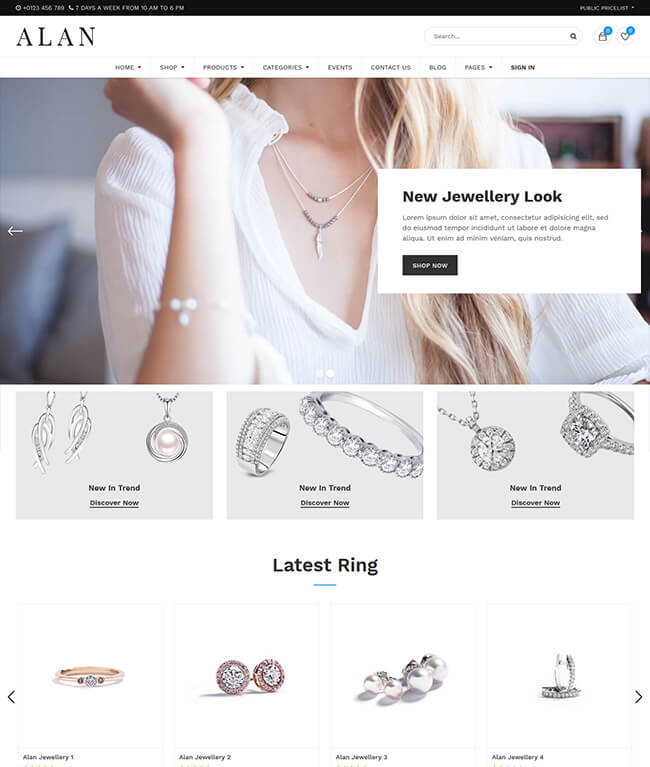 +0123 456 789 7 DAYS A WEEK FROM 10 AM TO 6 PM PUBLIC PRICELIST
ALAN
Search...
0 0
HOME SHOP PRODUCTS CATEGORIES EVENTS CONTACT US BLOG PAGES SIGN IN
New Jewellery Look
Lorem ipsum dolor sit amet, consectetur adipisicing elit, sed
do eiusmod tempor incididunt ut labore et dolore magna
aliqua. Ut enim ad minim veniam, quis nostrud.
SHOP NOW
New In Trend New In Trend New In Trend
Discover Now Discover Now Discover Now
Latest Ring
Alan Jewellery 1 Alan Jewellery 2 Alan Jewellery 3 Alan Jewellery 4